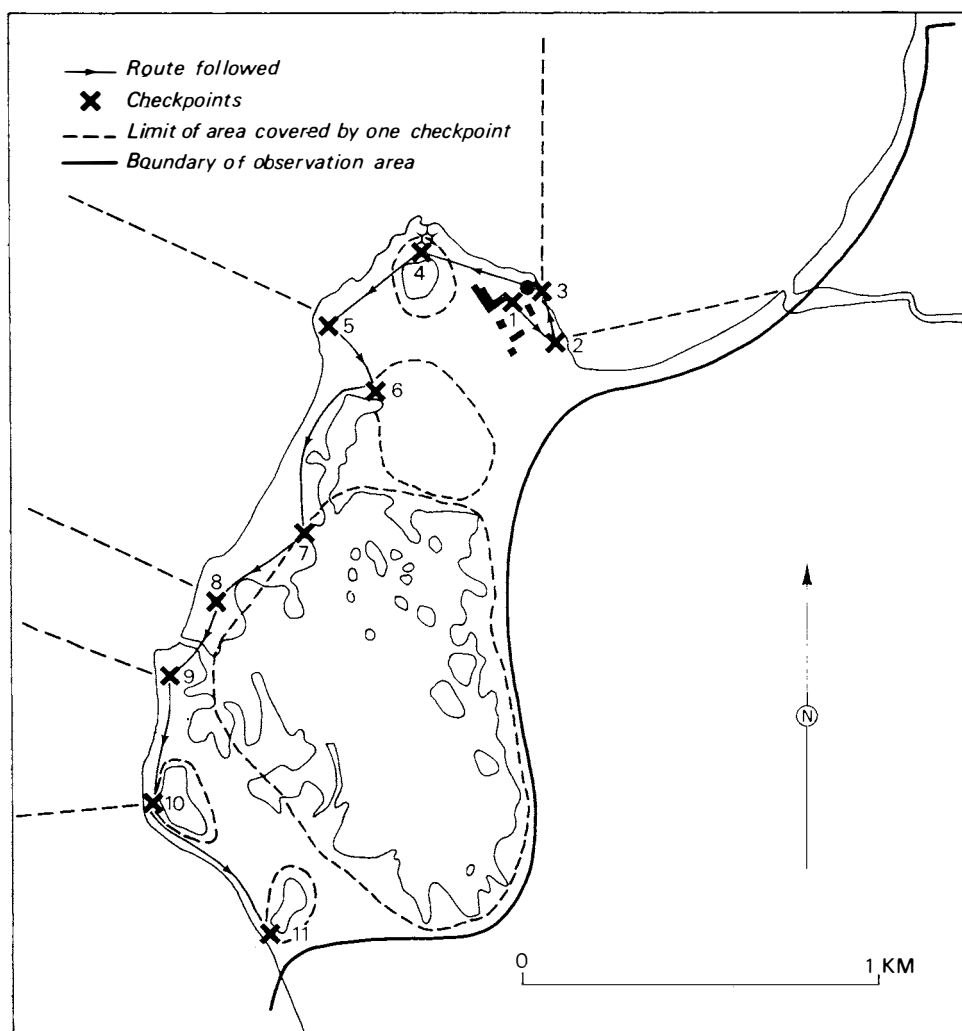 Route followed
Checkpoints
Limit of area covered by one checkpoint
Boundary of observation area
4
3
1
2
5
6
7
8
9
N
10
11
0
1 KM